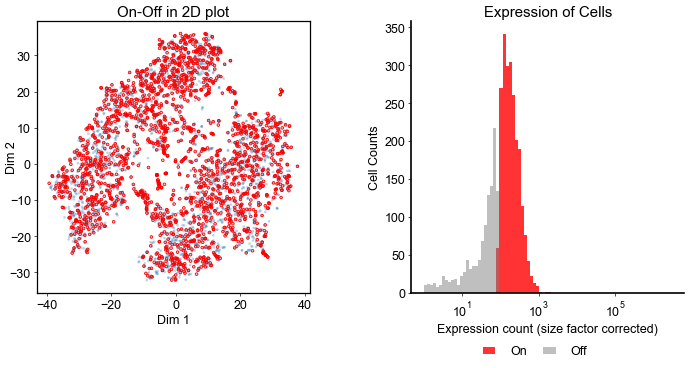 On-Off in 2D plot
Dim 2
30
20
10
0
−10
−20
−30
−40
−20
0
20
40
Dim 1
Expression of Cells
Cell Counts
350
300
250
200
150
100
50
0
10^1
10^3
10^5
Expression count (size factor corrected)
On
Off